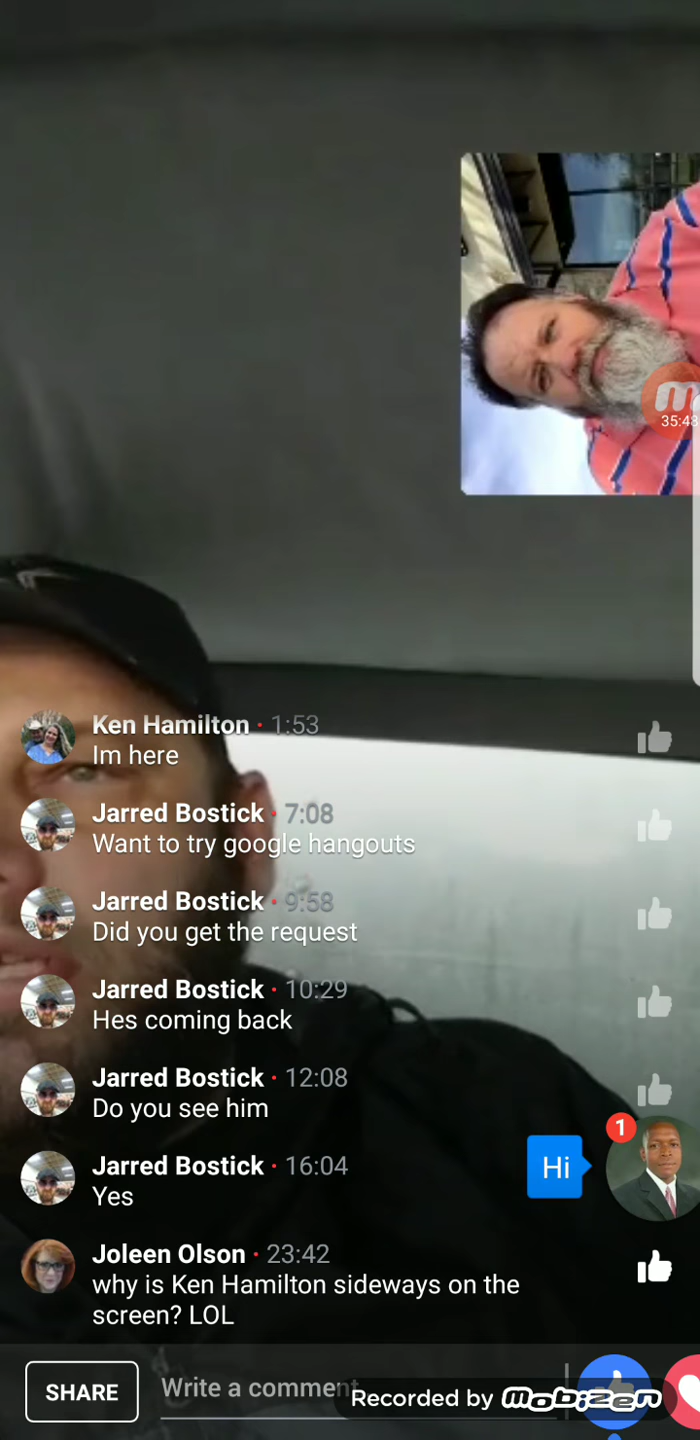 35:48
Ken Hamilton · 1:53
Im here
Jarred Bostick · 7:08
Want to try google hangouts
Jarred Bostick · 9:58
Did you get the request
Jarred Bostick · 10:29
Hes coming back
Jarred Bostick · 12:08
Do you see him
1
Hi
Jarred Bostick · 16:04
Yes
Joleen Olson · 23:42
why is Ken Hamilton sideways on the
screen? LOL
SHARE
Write a comment
Recorded by Mobizen